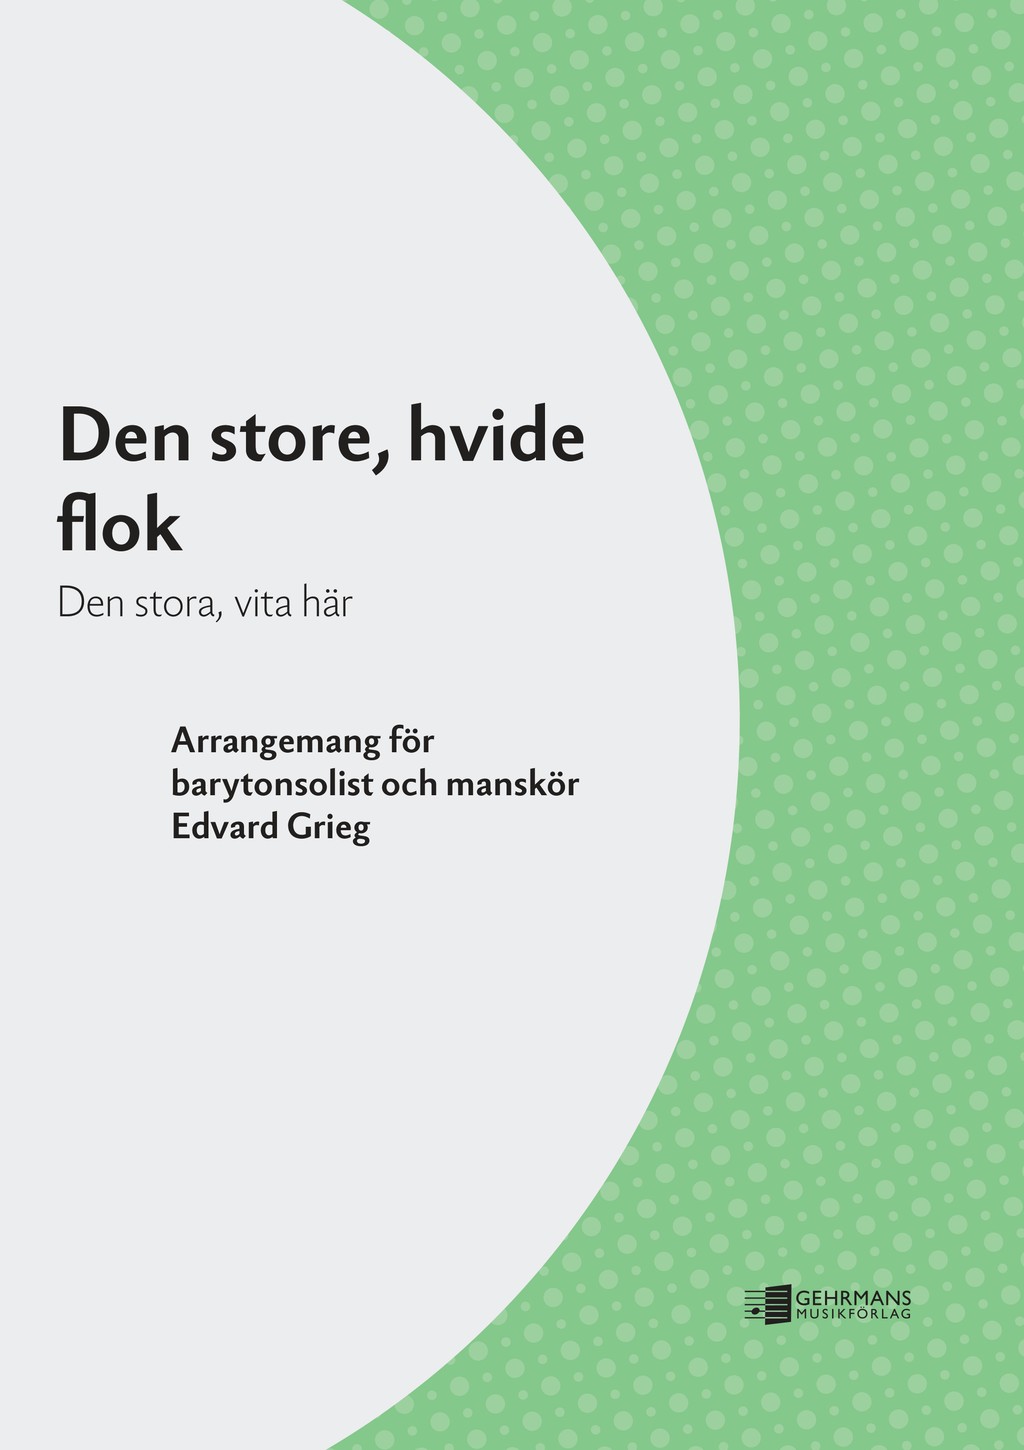 Den store, hvide
flok
Den stora, vita här
Arrangemang för
barytonsolist och manskör
Edvard Grieg
GEHRMANS
MUSIKFÖRLAG